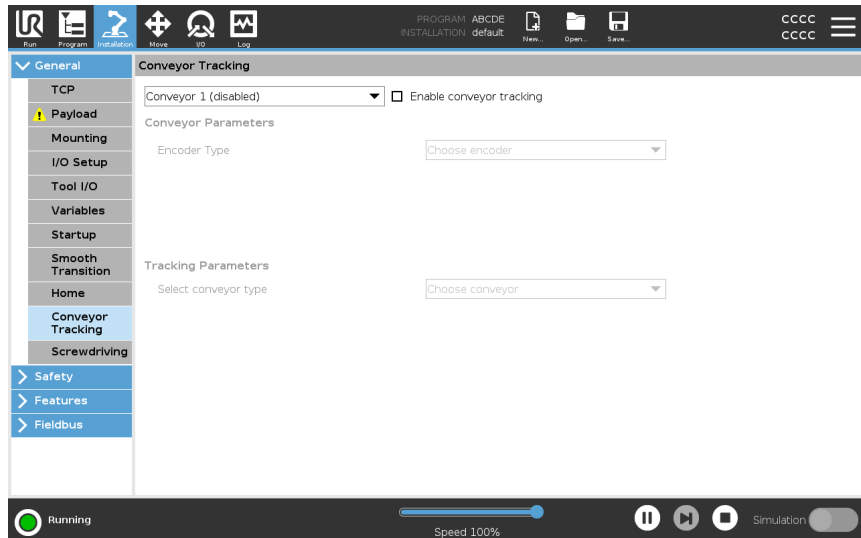 PROGRAM ABCDE
INSTALLATION default
CCCC
CCCC
Run
Program
Installation
Move
I/O
Log
New...
Open...
Save...
General
Conveyor Tracking
TCP
Conveyor 1 (disabled)
Enable conveyor tracking
Payload
Conveyor Parameters
Mounting
Encoder Type
Choose encoder
I/O Setup
Tool I/O
Variables
Startup
Smooth
Transition
Tracking Parameters
Home
Select conveyor type
Choose conveyor
Conveyor
Tracking
Screwdriving
Safety
Features
Fieldbus
Running
Speed 100%
Simulation